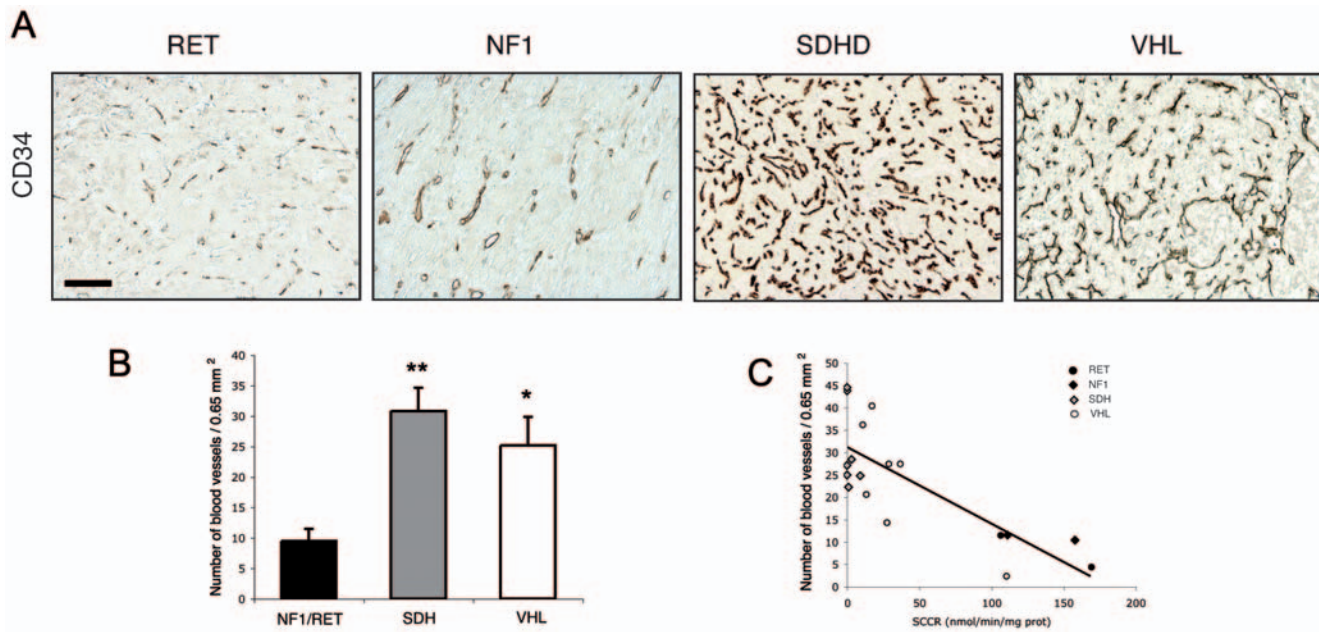 A
RET NF1 SDHD VHL
CD34
B
Number of blood vessels / 0.65 mm 2
40
35
30
25
20
15
10
5
0
**
*
NF1/RET SDH VHL
C
Number of blood vessels / 0.65 mm 2
50
45
40
35
30
25
20
15
10
5
0
RET
NF1
SDH
VHL
0 50 100 150 200
SCCR (nmol/min/mg prot)